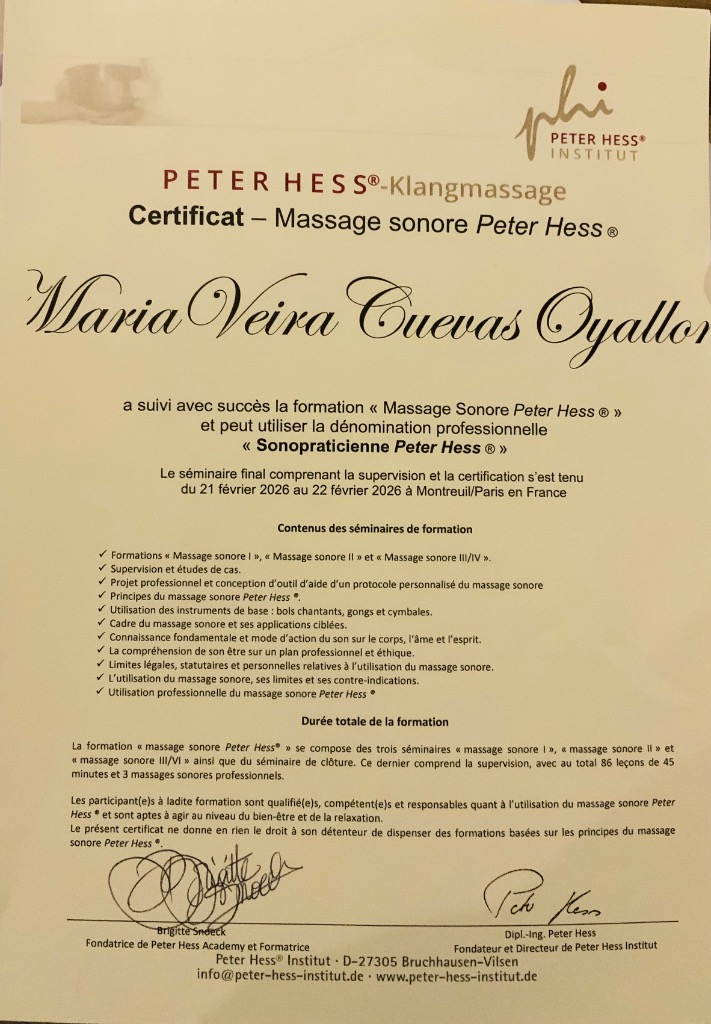 phi
PETER HESS®
INSTITUT
PETER HESS®-Klangmassage
Certificat – Massage sonore Peter Hess ®
Maria Veira Cuevas Oyallon
a suivi avec succès la formation « Massage Sonore Peter Hess ® »
et peut utiliser la dénomination professionnelle
« Sonopraticienne Peter Hess ® »
Le séminaire final comprenant la supervision et la certification s'est tenu
du 21 février 2026 au 22 février 2026 à Montreuil/Paris en France
Contenus des séminaires de formation
✓ Formations « Massage sonore I », « Massage sonore II » et « Massage sonore III/IV ».
✓ Supervision et études de cas.
✓ Projet professionnel et conception d'outil d'aide d'un protocole personnalisé du massage sonore
✓ Principes du massage sonore Peter Hess ®.
✓ Utilisation des instruments de base : bols chantants, gongs et cymbales.
✓ Cadre du massage sonore et ses applications ciblées.
✓ Connaissance fondamentale et mode d'action du son sur le corps, l'âme et l'esprit.
✓ La compréhension de son être sur un plan professionnel et éthique.
✓ Limites légales, statutaires et personnelles relatives à l'utilisation du massage sonore.
✓ L'utilisation du massage sonore, ses limites et ses contre-indications.
✓ Utilisation professionnelle du massage sonore Peter Hess ®
Durée totale de la formation
La formation « massage sonore Peter Hess® » se compose des trois séminaires « massage sonore I », « massage sonore II » et
« massage sonore III/VI » ainsi que du séminaire de clôture. Ce dernier comprend la supervision, avec au total 86 leçons de 45
minutes et 3 massages sonores professionnels.
Les participant(e)s à ladite formation sont qualifié(e)s, compétent(e)s et responsables quant à l'utilisation du massage sonore Peter
Hess ® et sont aptes à agir au niveau du bien-être et de la relaxation.
Le présent certificat ne donne en rien le droit à son détenteur de dispenser des formations basées sur les principes du massage
sonore Peter Hess ®.
Brigitte Sndeck
Peter Hess
Brigitte Sndeck
Dipl.-Ing. Peter Hess
Fondatrice de Peter Hess Academy et Formatrice
Fondateur et Directeur de Peter Hess Institut
Peter Hess® Institut · D-27305 Bruchhausen-Vilsen
info@peter-hess-institut.de · www.peter-hess-institut.de